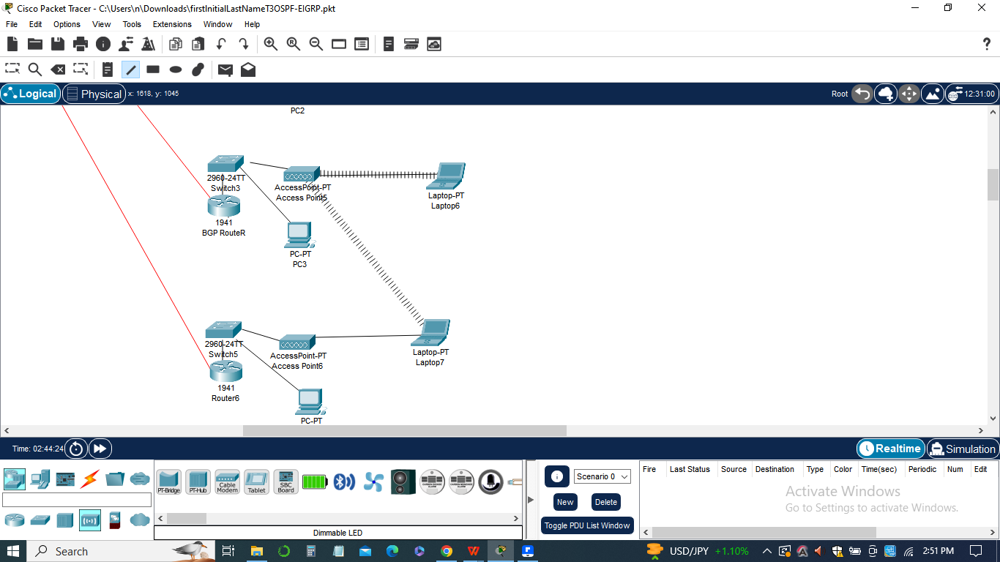 Cisco Packet Tracer - C:\Users\n\Downloads\firstInitialLastNameT3OSPF-EIGRP.pkt
File Edit Options View Tools Extensions Window Help
?
Logical Physical x: 1618, y: 1045 Root 12:31:00
PC2
2960-24TT
Switch3
AccessPoint-PT
Access Point5
Laptop-PT
Laptop6
1941
BGP RouteR
PC-PT
PC3
2960-24TT
Switch5
AccessPoint-PT
Access Point6
Laptop-PT
Laptop7
1941
Router6
PC-PT
Time: 02:44:24 Realtime Simulation
PT-Bridge PT-Hub Cable Modem Tablet SBC Board
Dimmable LED
Scenario 0
New Delete
Toggle PDU List Window
Fire Last Status Source Destination Type Color Time(sec) Periodic Num Edit
Activate Windows
Go to Settings to activate Windows.
Search USD/JPY +1.10% 2:51 PM